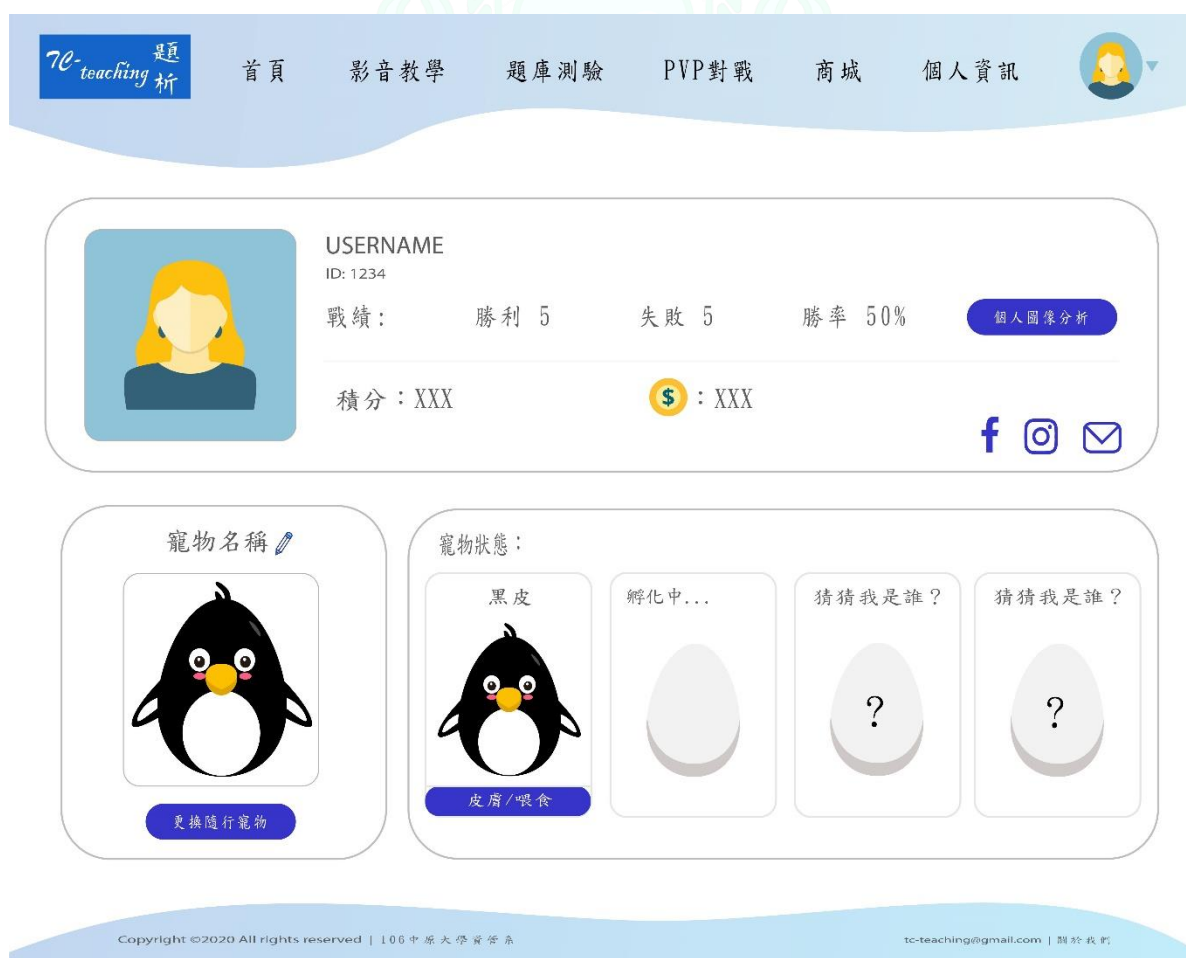 TC-teaching 題析
首頁 影音教學 題庫測驗 PVP對戰 商城 個人資訊
USERNAME
ID: 1234
戰績: 勝利 5 失敗 5 勝率 50%
個人圖像分析
積分：XXX
$ ：XXX
寵物名稱
更換隨行寵物
寵物狀態：
黑皮
皮膚/喂食
孵化中...
猜猜我是誰？
?
猜猜我是誰？
?
Copyright ©2020 All rights reserved | 106中原大學資管系
tc-teaching@gmail.com | 關於我們